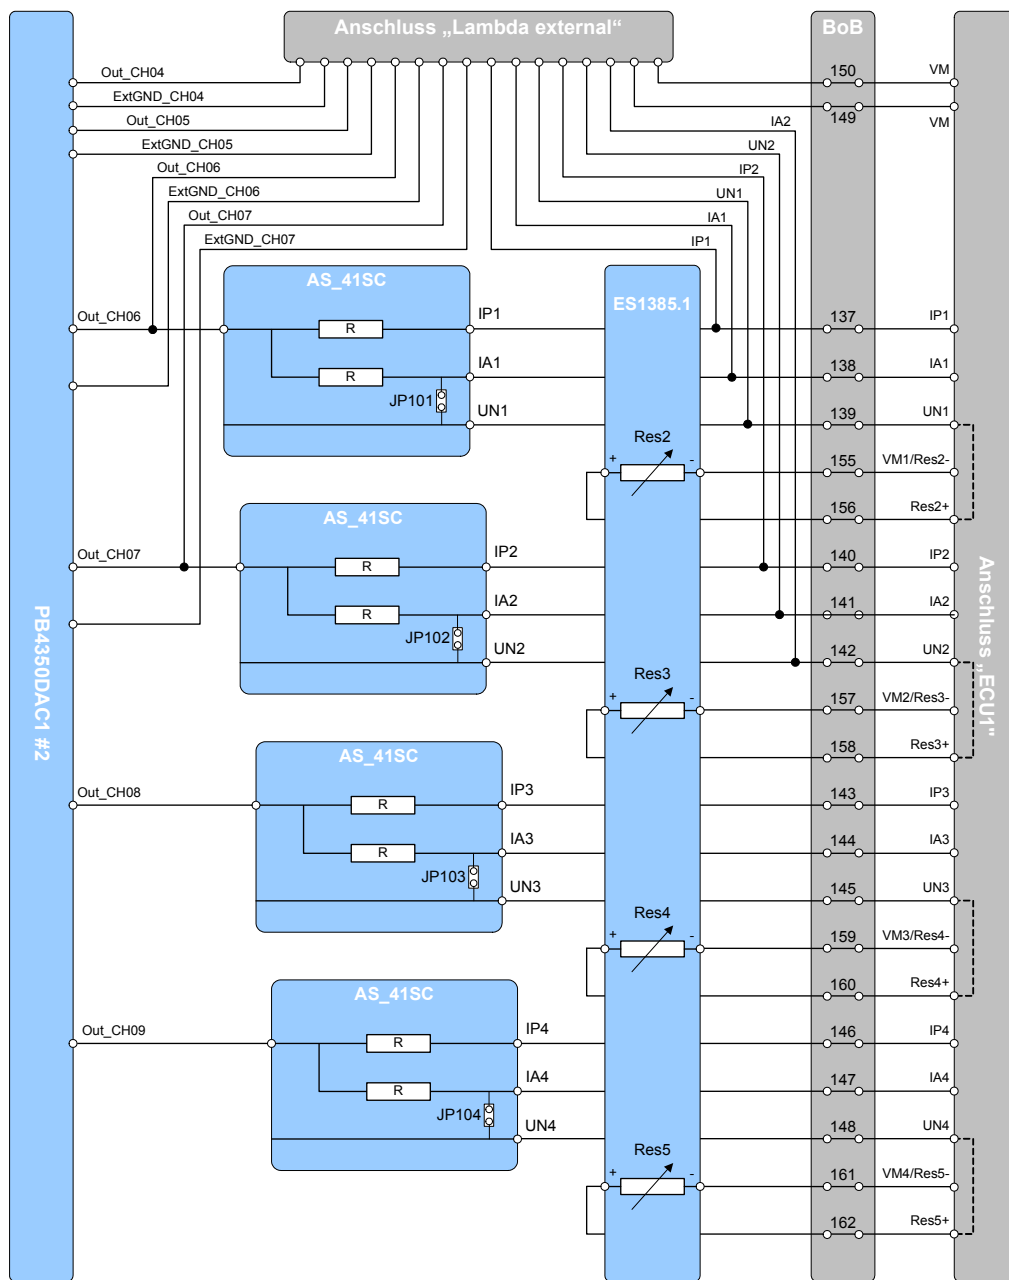 Anschluss „Lambda external“
BoB
Out_CH04
150
VM
ExtGND_CH04
149
VM
Out_CH05
IA2
ExtGND_CH05
UN2
Out_CH06
IP2
ExtGND_CH06
UN1
Out_CH07
IA1
ExtGND_CH07
IP1
AS_41SC
ES1385.1
Out_CH06
R
IP1
137
IP1
R
IA1
138
IA1
JP101
UN1
139
UN1
Res2
+
-
155
VM1/Res2-
156
Res2+
AS_41SC
Out_CH07
R
IP2
140
IP2
R
IA2
141
IA2
JP102
UN2
142
UN2
Res3
+
-
157
VM2/Res3-
158
Res3+
PB4350DAC1 #2
Anschluss „ECU1"
AS_41SC
Out_CH08
R
IP3
143
IP3
R
IA3
144
IA3
JP103
UN3
145
UN3
Res4
+
-
159
VM3/Res4-
160
Res4+
AS_41SC
Out_CH09
R
IP4
146
IP4
R
IA4
147
IA4
JP104
UN4
148
UN4
Res5
+
-
161
VM4/Res5-
162
Res5+